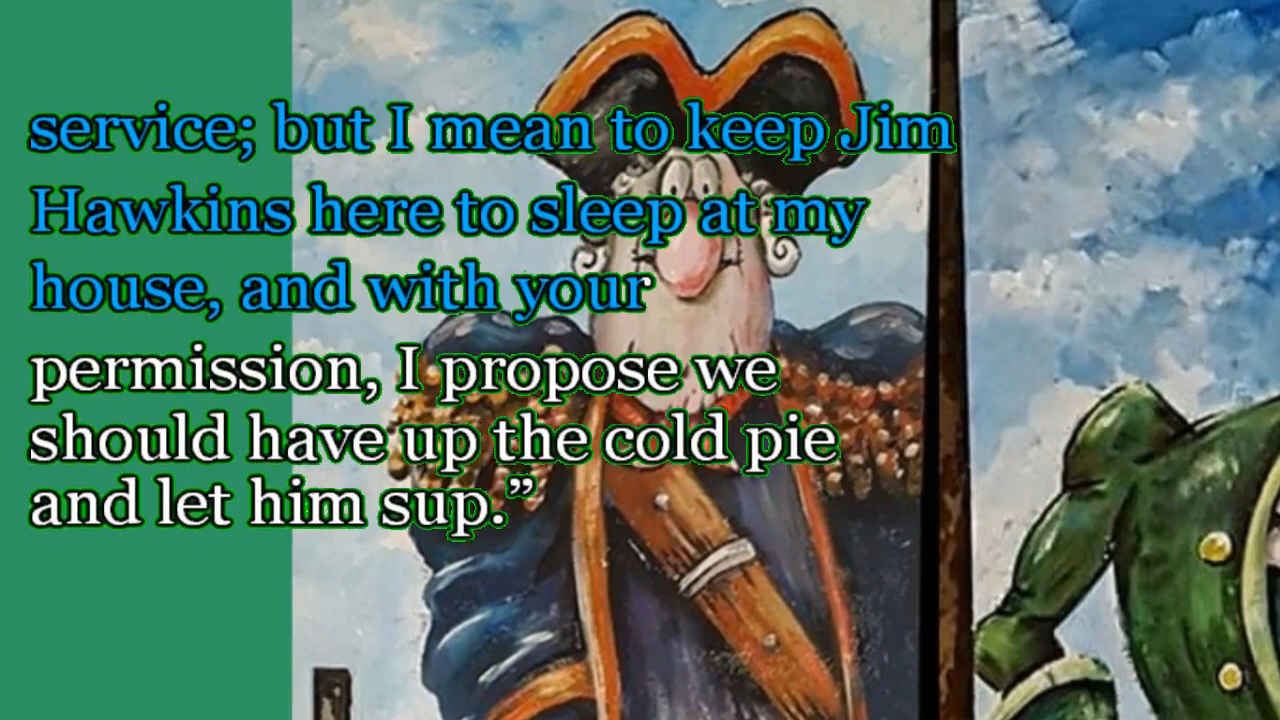 service; but I mean to keep Jim
Hawkins here to sleep at my
house, and with your
permission, I propose we
should have up the cold pie
and let him sup.”